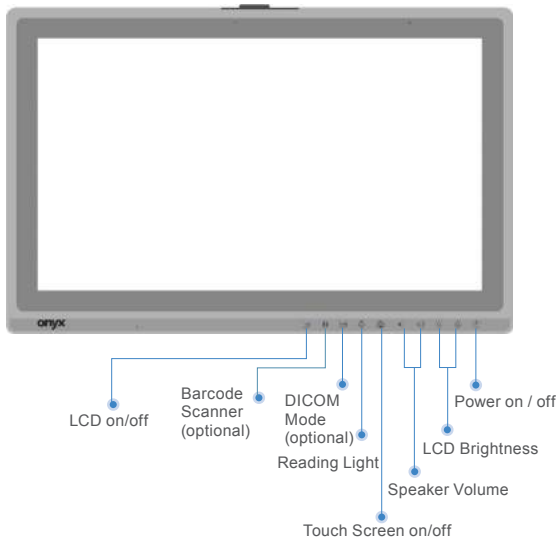 onyx
LCD on/off
Barcode
Scanner
(optional)
DICOM
Mode
(optional)
Reading Light
Touch Screen on/off
Speaker Volume
LCD Brightness
Power on / off